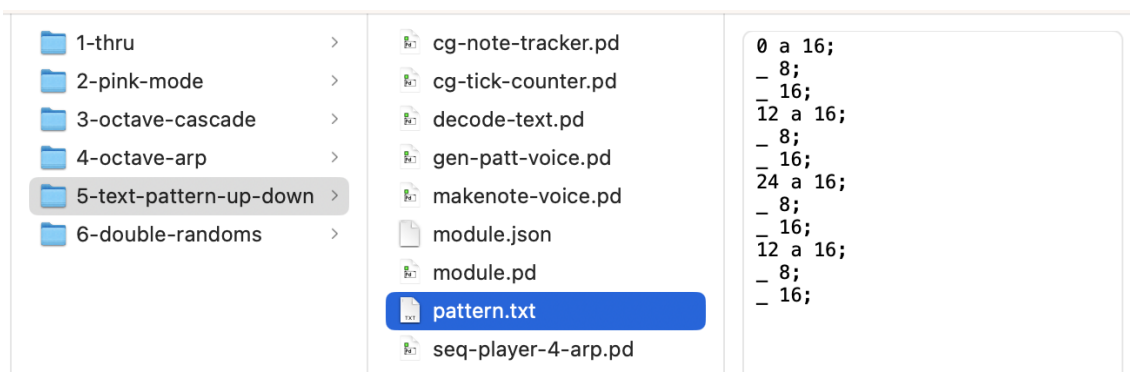 1-thru
2-pink-mode
3-octave-cascade
4-octave-arp
5-text-pattern-up-down
6-double-randoms
cg-note-tracker.pd
cg-tick-counter.pd
decode-text.pd
gen-patt-voice.pd
makenote-voice.pd
module.json
module.pd
pattern.txt
seq-player-4-arp.pd
0 a 16;
_ 8;
_ 16;
12 a 16;
_ 8;
_ 16;
24 a 16;
_ 8;
_ 16;
12 a 16;
_ 8;
_ 16;